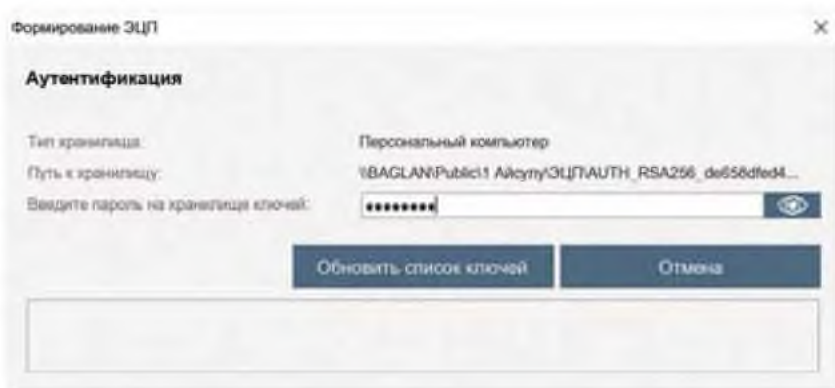 Формирование ЭЦП
Аутентификация
Тип хранилища: Персональный компьютер
Путь к хранилищу: \\BAGLAN\Public\1 Айсулу\ЭЦП\AUTH_RSA256_de658dfed4...
Введите пароль на хранилище ключей: ●●●●●●●●
Обновить список ключей Отмена